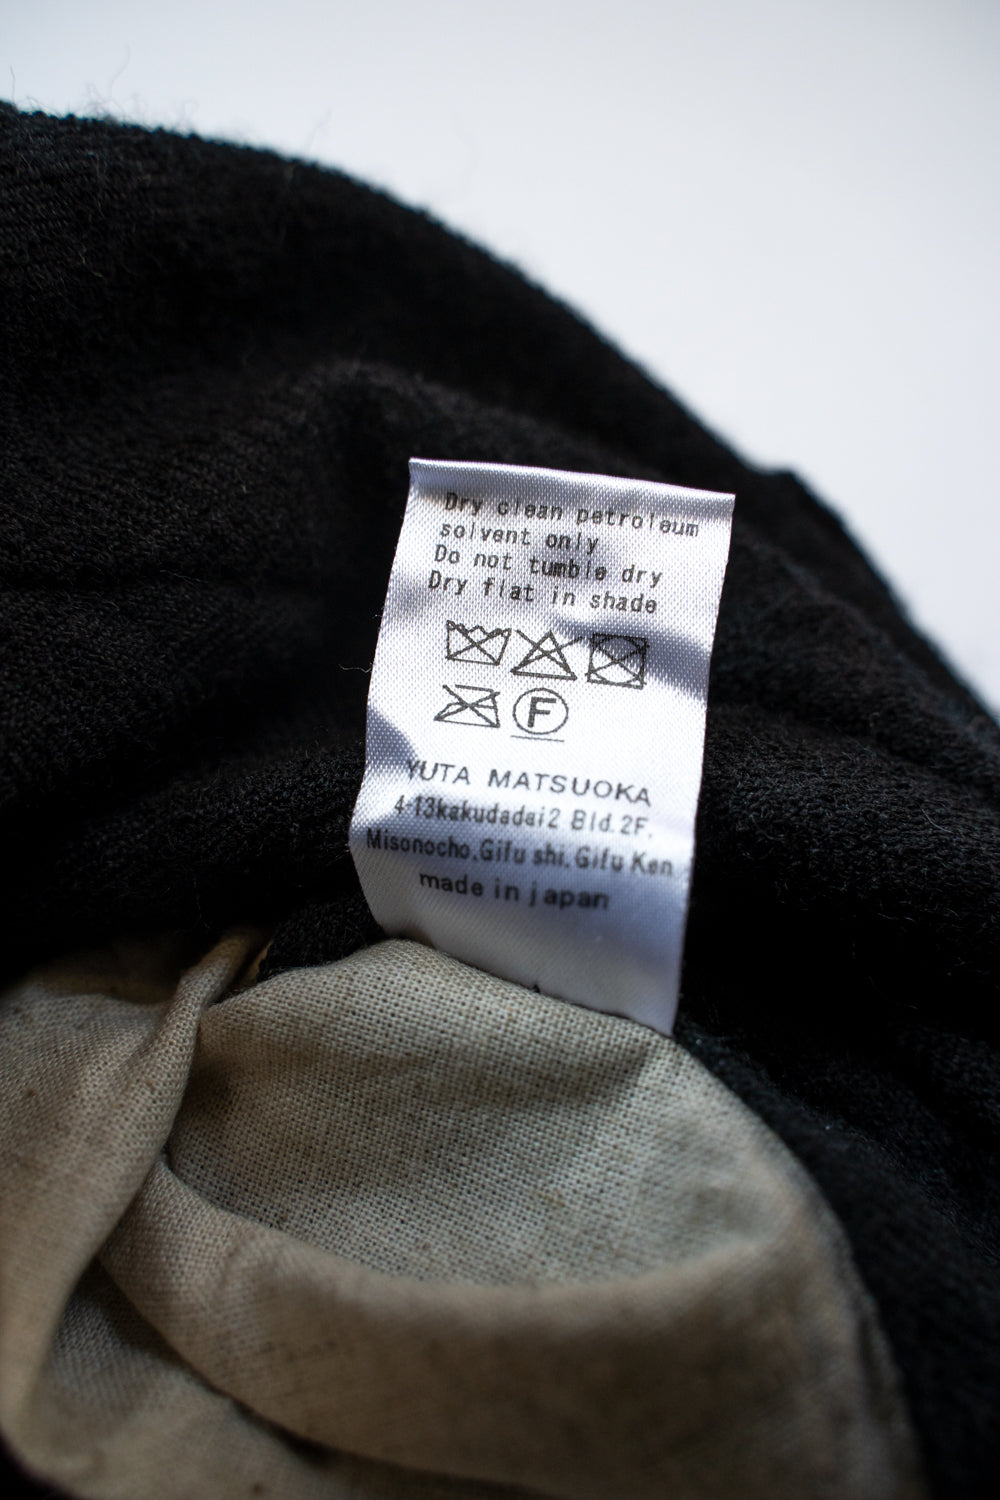 Dry clean petroleum
solvent only
Do not tumble dry
Dry flat in shade
F
YUTA MATSUOKA
4-13kakudadai2 Bld.2F,
Misonocho,Gifu shi,Gifu Ken
made in japan